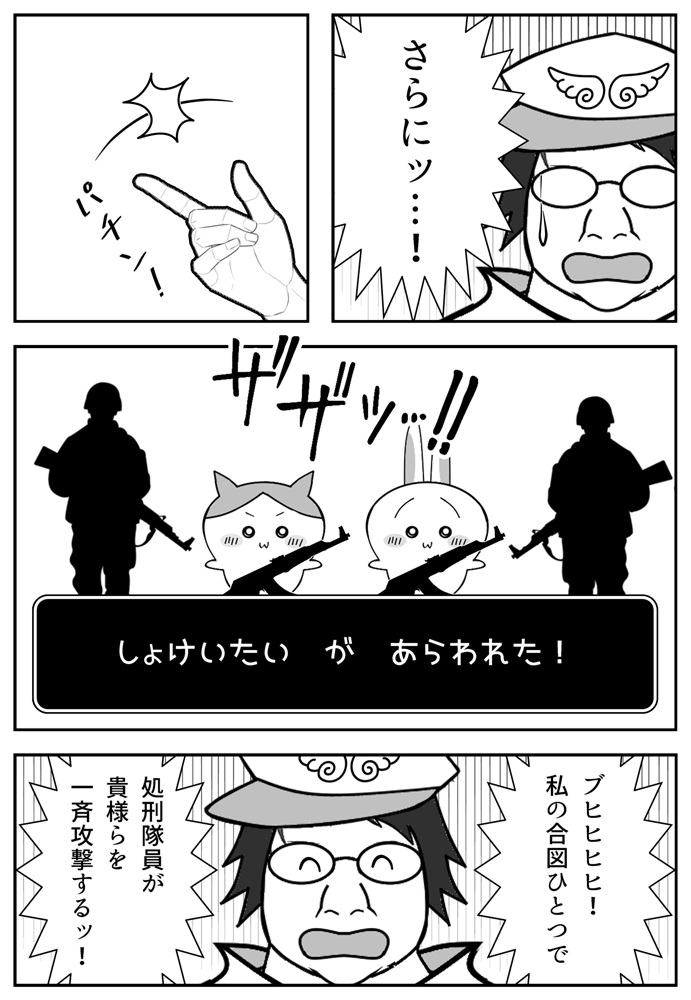 さらにッ…！
パチン！
ザザッ…!!
しょけいたい　が　あらわれた！
ブヒヒヒヒ！
私の合図ひとつで
処刑隊員が
貴様らを
一斉攻撃するッ！